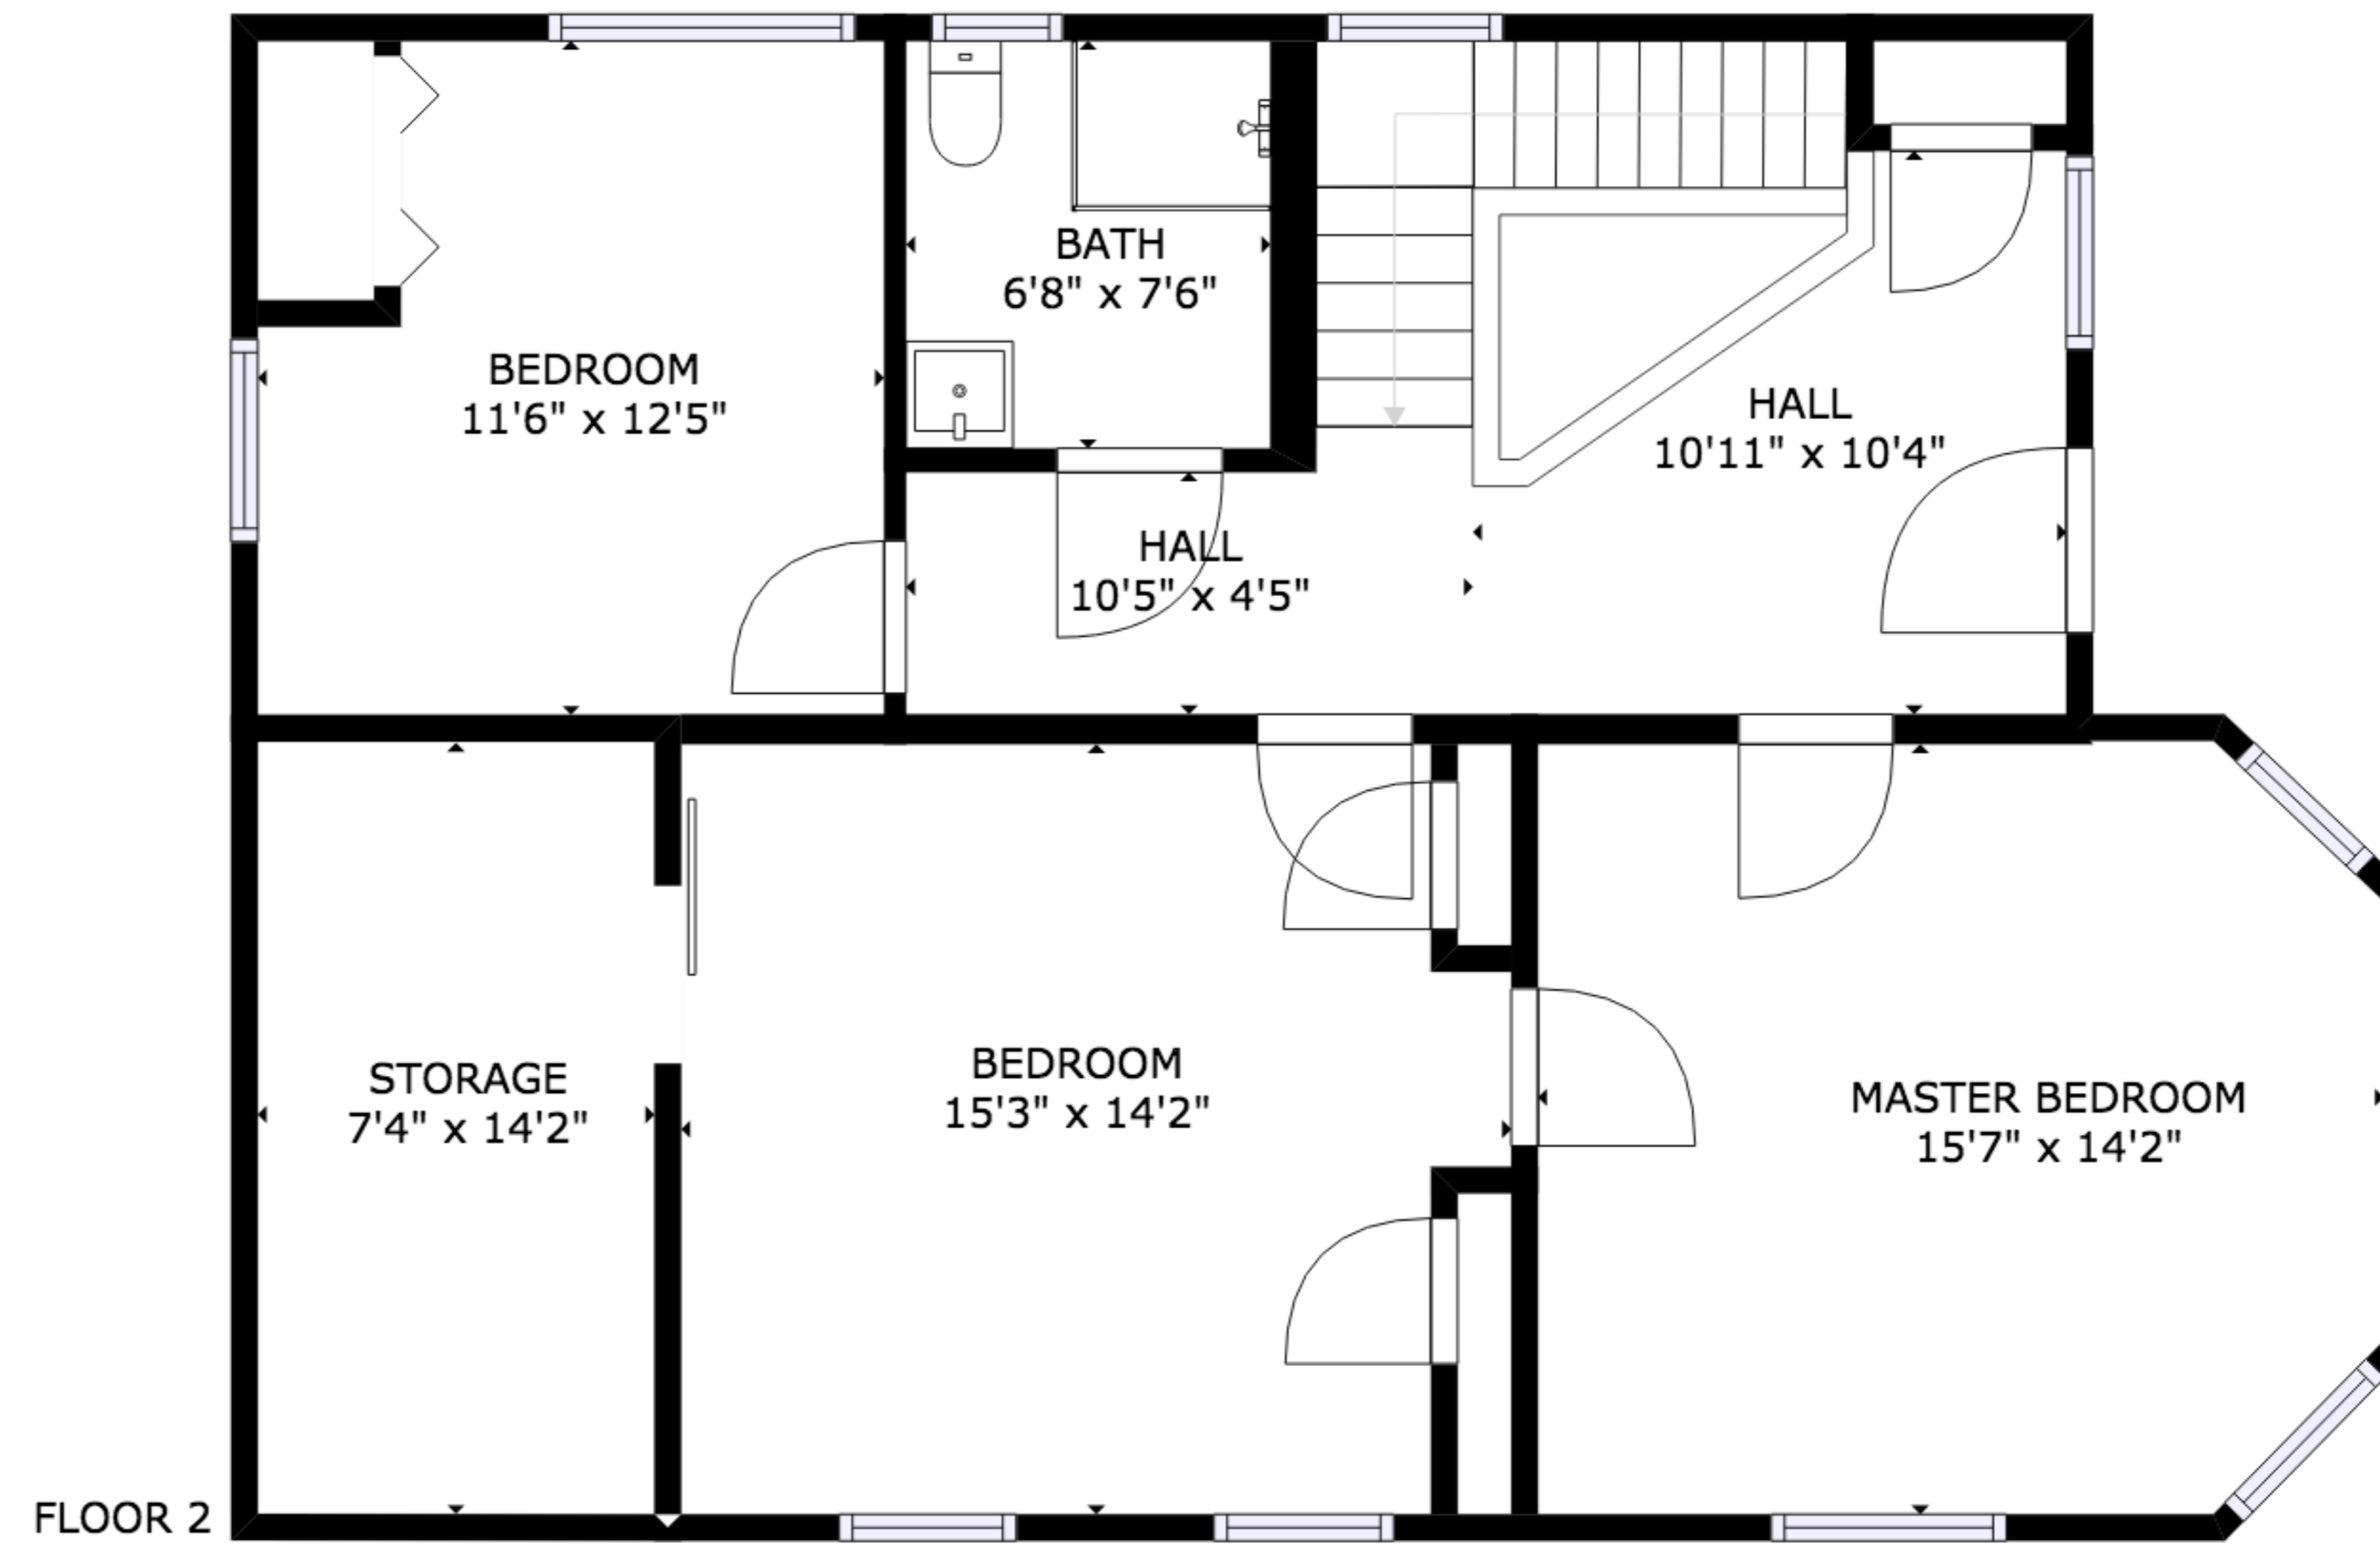 BATH
6'8" x 7'6"
BEDROOM
11'6" x 12'5"
HALL
10'11" x 10'4"
HALL
10'5" x 4'5"
STORAGE
7'4" x 14'2"
BEDROOM
15'3" x 14'2"
MASTER BEDROOM
15'7" x 14'2"
FLOOR 2